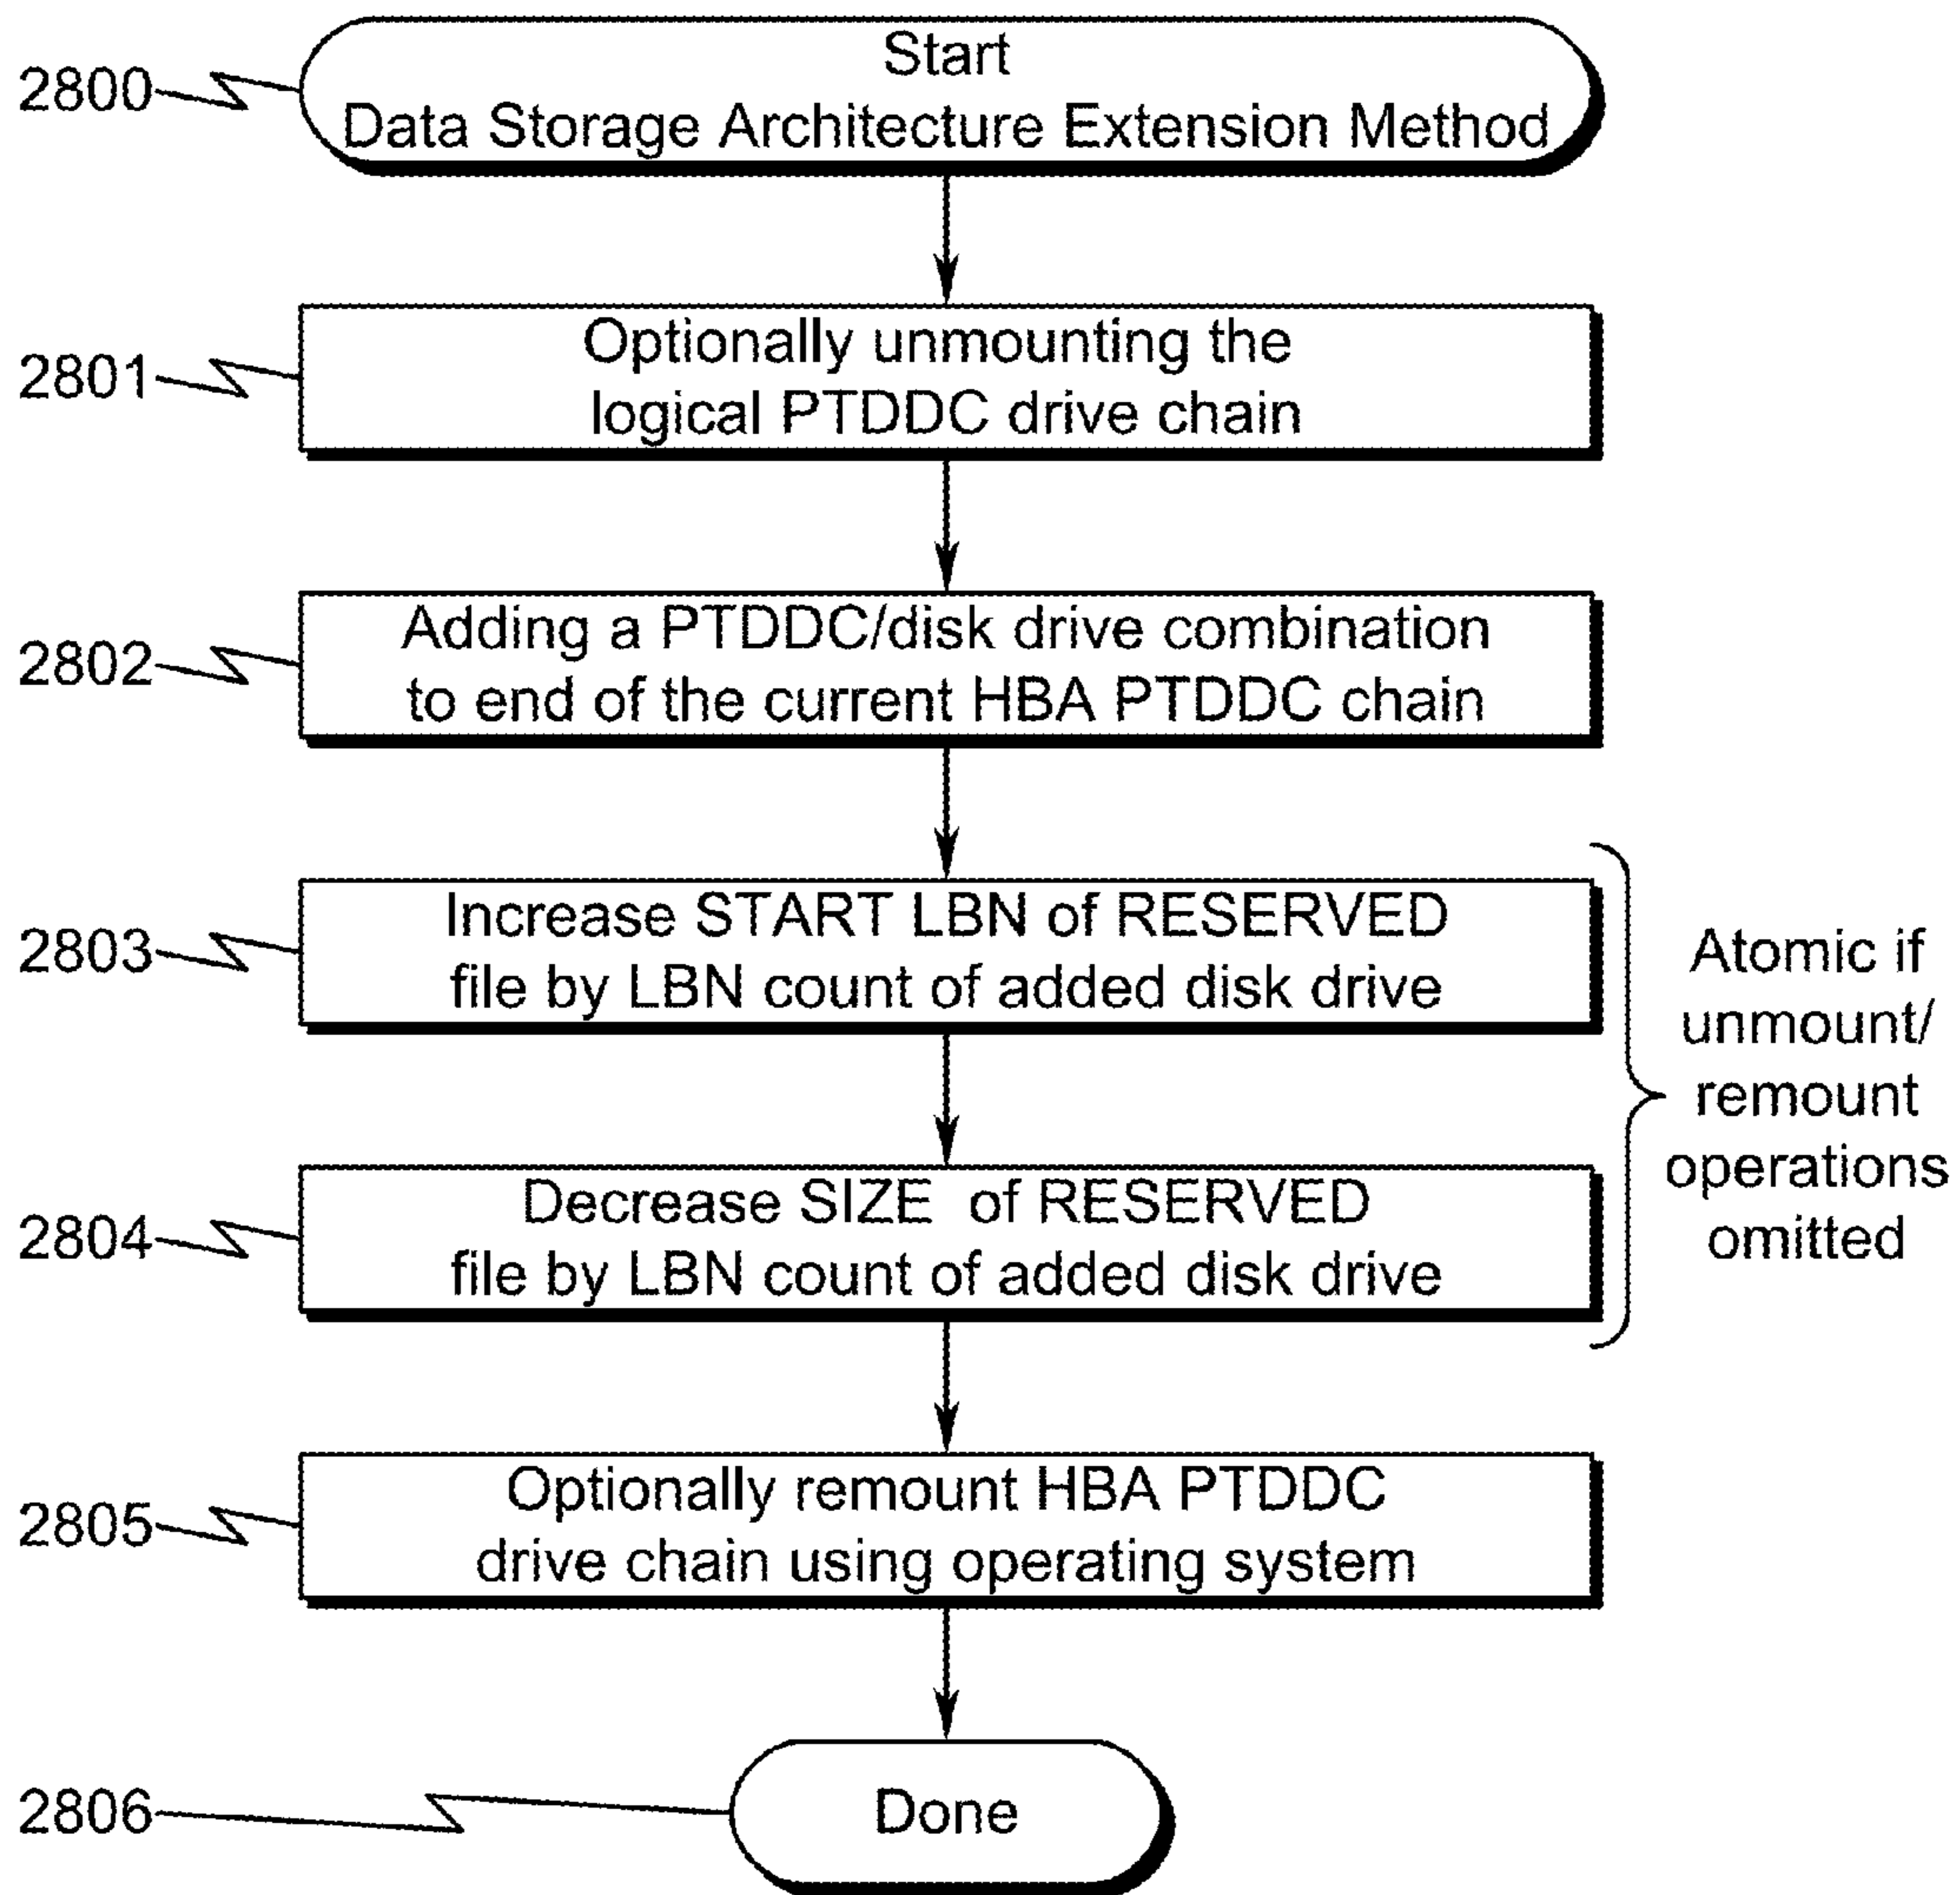 2800
Start
Data Storage Architecture Extension Method
2801
Optionally unmounting the
logical PTDDC drive chain
2802
Adding a PTDDC/disk drive combination
to end of the current HBA PTDDC chain
2803
Increase START LBN of RESERVED
file by LBN count of added disk drive
2804
Decrease SIZE of RESERVED
file by LBN count of added disk drive
Atomic if
unmount/
remount
operations
omitted
2805
Optionally remount HBA PTDDC
drive chain using operating system
2806
Done